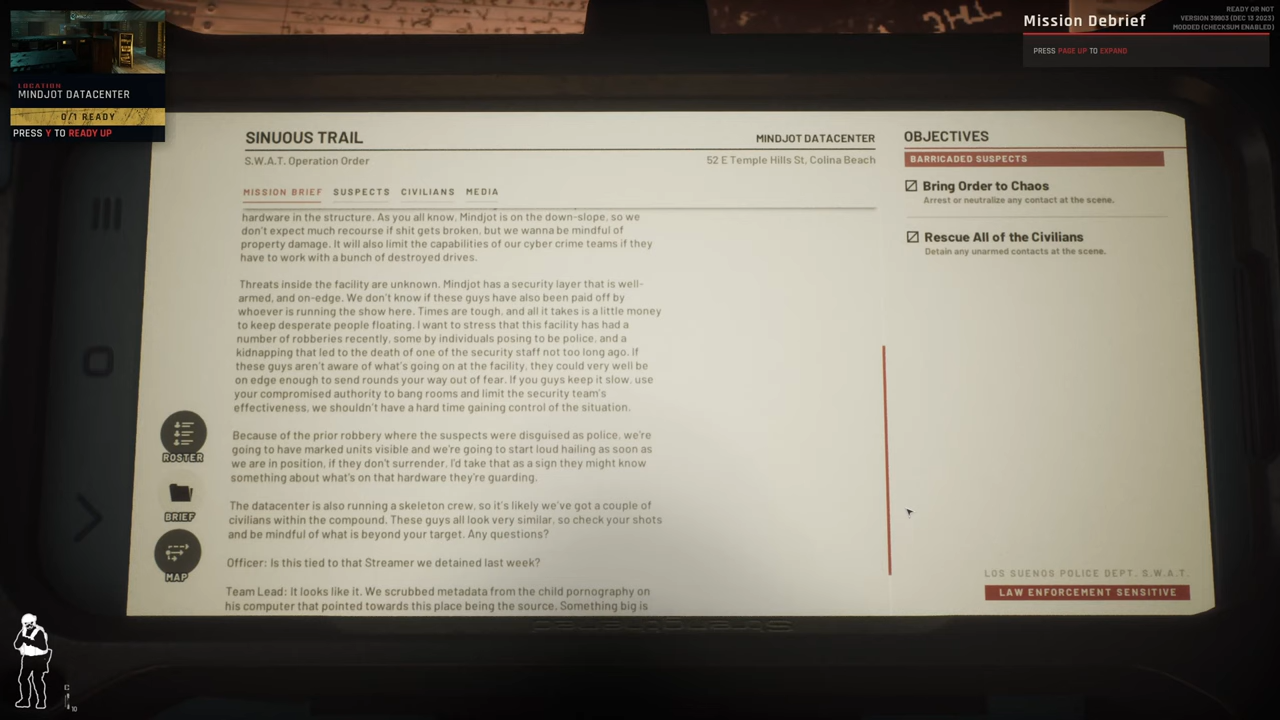 Mission Debrief
READY OR NOT
VERSION 39903 (DEC 13 2023)
MODDED (CHECKSUM ENABLED)
PRESS PAGE UP TO EXPAND
LOCATION
MINDJOT DATACENTER
0/1 READY
PRESS Y TO READY UP
SINUOUS TRAIL
MINDJOT DATACENTER
S.W.A.T. Operation Order
52 E Temple Hills St, Colina Beach
MISSION BRIEF SUSPECTS CIVILIANS MEDIA
hardware in the structure. As you all know, Mindjot is on the down-slope, so we
don't expect much recourse if shit gets broken, but we wanna be mindful of
property damage. It will also limit the capabilities of our cyber crime teams if they
have to work with a bunch of destroyed drives.
Threats inside the facility are unknown. Mindjot has a security layer that is well-
armed, and on-edge. We don't know if these guys have also been paid off by
whoever is running the show here. Times are tough, and all it takes is a little money
to keep desperate people floating. I want to stress that this facility has had a
number of robberies recently, some by individuals posing to be police, and a
kidnapping that led to the death of one of the security staff not too long ago. If
these guys aren't aware of what's going on at the facility, they could very well be
on edge enough to send rounds your way out of fear. If you guys keep it slow, use
your compromised authority to bang rooms and limit the security team's
effectiveness, we shouldn't have a hard time gaining control of the situation.
Because of the prior robbery where the suspects were disguised as police, we're
going to have marked units visible and we're going to start loud hailing as soon as
we are in position, if they don't surrender, I'd take that as a sign they might know
something about what's on that hardware they're guarding.
The datacenter is also running a skeleton crew, so it's likely we've got a couple of
civilians within the compound. These guys all look very similar, so check your shots
and be mindful of what is beyond your target. Any questions?
Officer: Is this tied to that Streamer we detained last week?
Team Lead: It looks like it. We scrubbed metadata from the child pornography on
his computer that pointed towards this place being the source. Something big is
OBJECTIVES
BARRICADED SUSPECTS
Bring Order to Chaos
Arrest or neutralize any contact at the scene.
Rescue All of the Civilians
Detain any unarmed contacts at the scene.
ROSTER
BRIEF
MAP
LOS SUENOS POLICE DEPT. S.W.A.T.
LAW ENFORCEMENT SENSITIVE
10